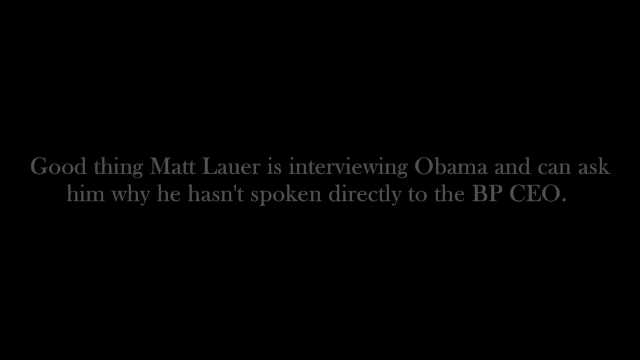 Good thing Matt Lauer is interviewing Obama and can ask
him why he hasn't spoken directly to the BP CEO.